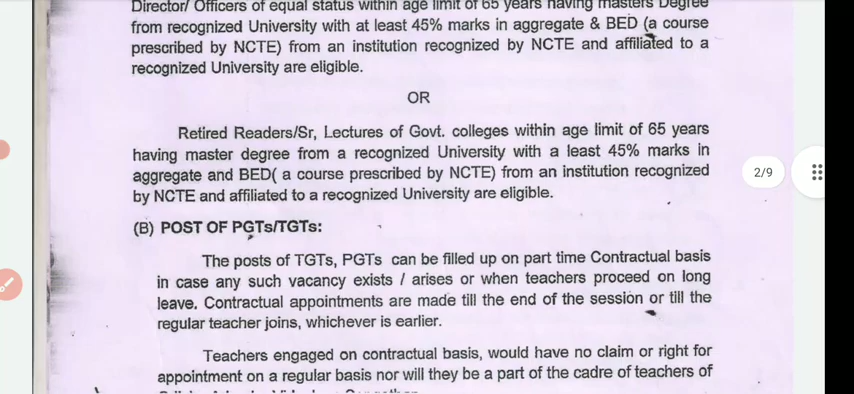 Director/ Officers of equal status within age limit of 65 years having masters Degree
from recognized University with at least 45% marks in aggregate & BED (a course
prescribed by NCTE) from an institution recognized by NCTE and affiliated to a
recognized University are eligible.
OR
Retired Readers/Sr, Lectures of Govt. colleges within age limit of 65 years
having master degree from a recognized University with a least 45% marks in
aggregate and BED( a course prescribed by NCTE) from an institution recognized
by NCTE and affiliated to a recognized University are eligible.
2/9
(B) POST OF PGTs/TGTs:
The posts of TGTs, PGTs can be filled up on part time Contractual basis
in case any such vacancy exists / arises or when teachers proceed on long
leave. Contractual appointments are made till the end of the session or till the
regular teacher joins, whichever is earlier.
Teachers engaged on contractual basis, would have no claim or right for
appointment on a regular basis nor will they be a part of the cadre of teachers of